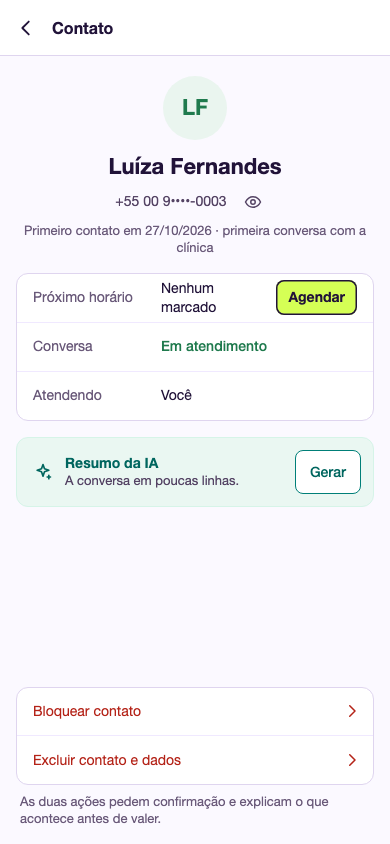 Contato
LF
Luíza Fernandes
+55 00 9••••-0003
Primeiro contato em 27/10/2026 · primeira conversa com a
clínica
Próximo horário
Nenhum
marcado
Agendar
Conversa
Em atendimento
Atendendo
Você
Resumo da IA
A conversa em poucas linhas.
Gerar
Bloquear contato
Excluir contato e dados
As duas ações pedem confirmação e explicam o que
acontece antes de valer.